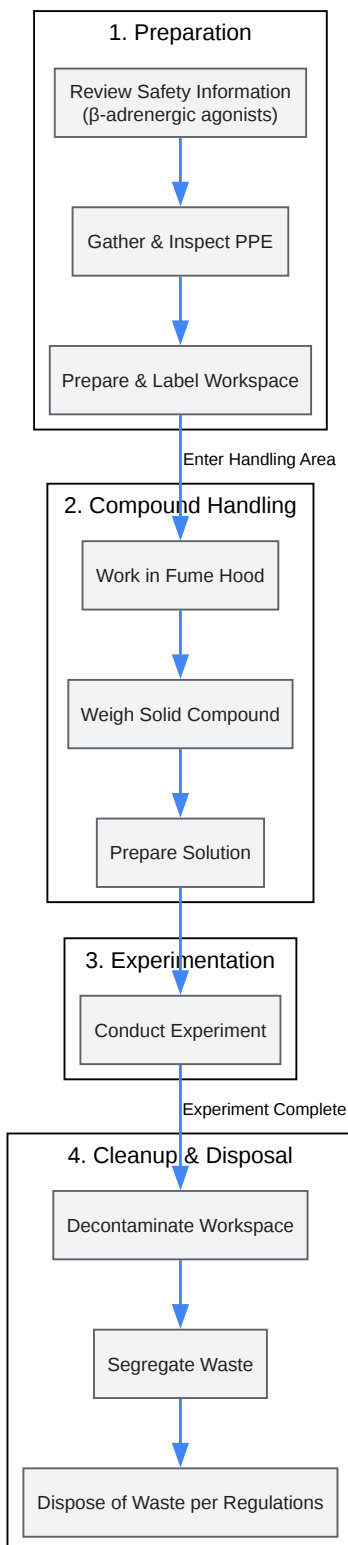 1. Preparation
Review Safety Information
(β-adrenergic agonists)
Gather & Inspect PPE
Prepare & Label Workspace
Enter Handling Area
2. Compound Handling
Work in Fume Hood
Weigh Solid Compound
Prepare Solution
3. Experimentation
Conduct Experiment
Experiment Complete
4. Cleanup & Disposal
Decontaminate Workspace
Segregate Waste
Dispose of Waste per Regulations